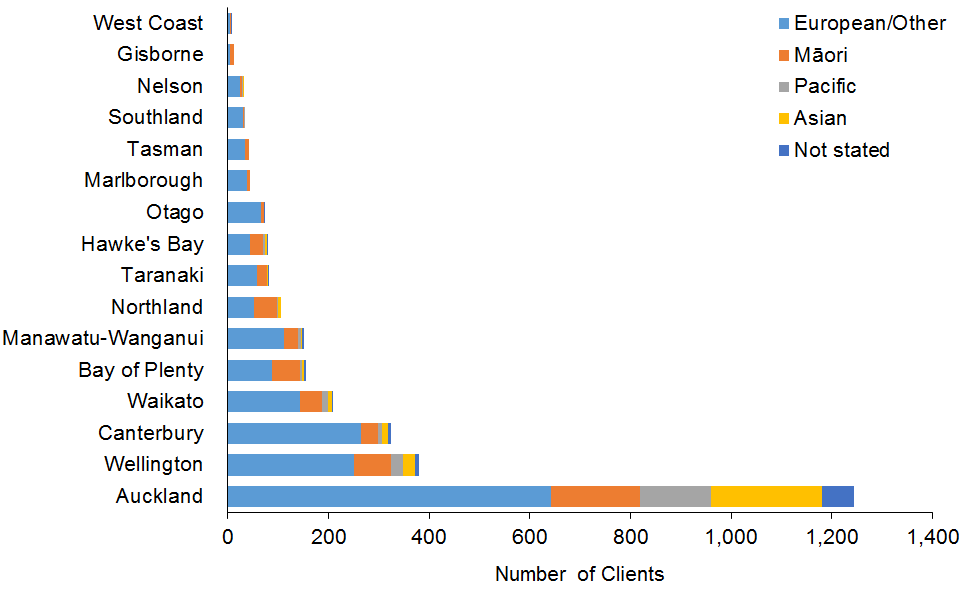 West Coast
Gisborne
Nelson
Southland
Tasman
Marlborough
Otago
Hawke's Bay
Taranaki
Northland
Manawatu-Wanganui
Bay of Plenty
Waikato
Canterbury
Wellington
Auckland
European/Other
Māori
Pacific
Asian
Not stated
0 200 400 600 800 1,000 1,200 1,400
Number of Clients